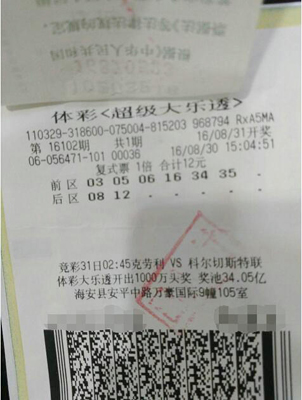 体彩<超级大乐透>
110329-318600-075004-815203 968794 RxA5MA
第 16102期 共1期 16/08/31开奖
06-056471-101 00036 16/08/30 15:04:51
复式票 1倍 合计12元
前区 03 05 06 16 34 35
后区 08 12
竞彩31日02:45克劳利 VS 科尔切斯特联
体彩大乐透开出1000万头奖 奖池34.05亿
海安县安平中路万豪国际9幢105室